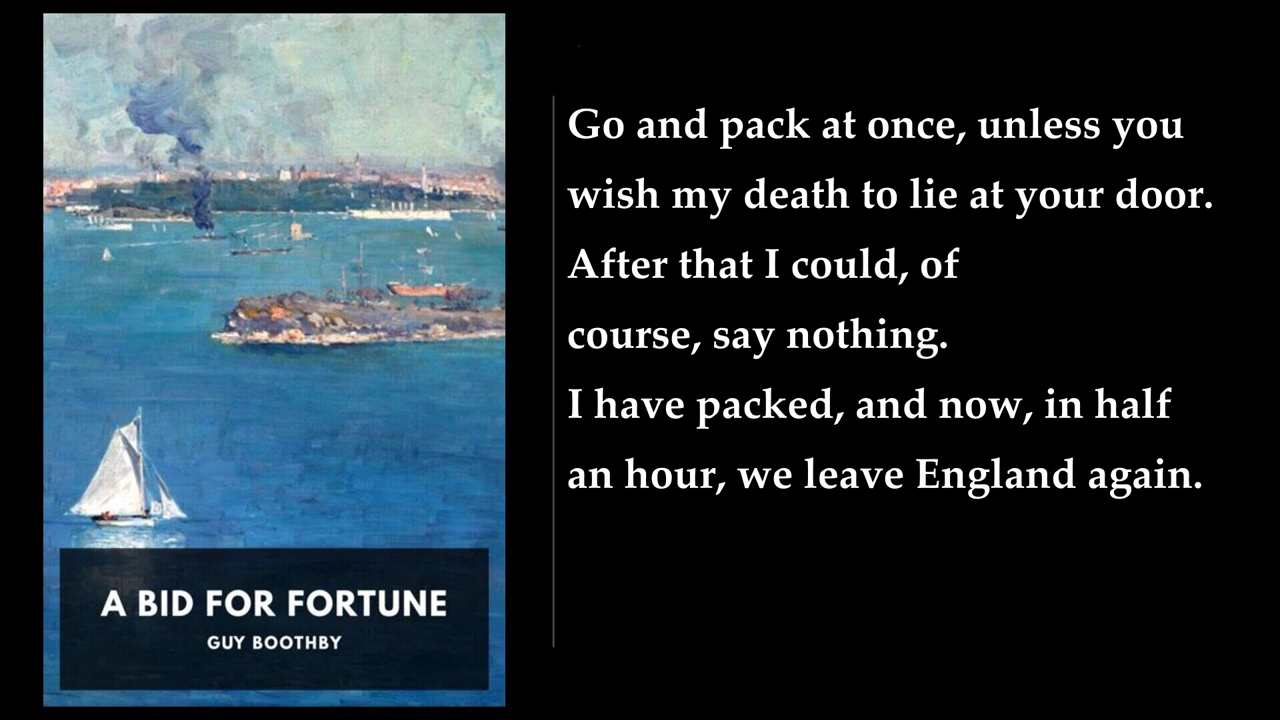 Go and pack at once, unless you
wish my death to lie at your door.
After that I could, of
course, say nothing.
I have packed, and now, in half
an hour, we leave England again.
A BID FOR FORTUNE
GUY BOOTHBY